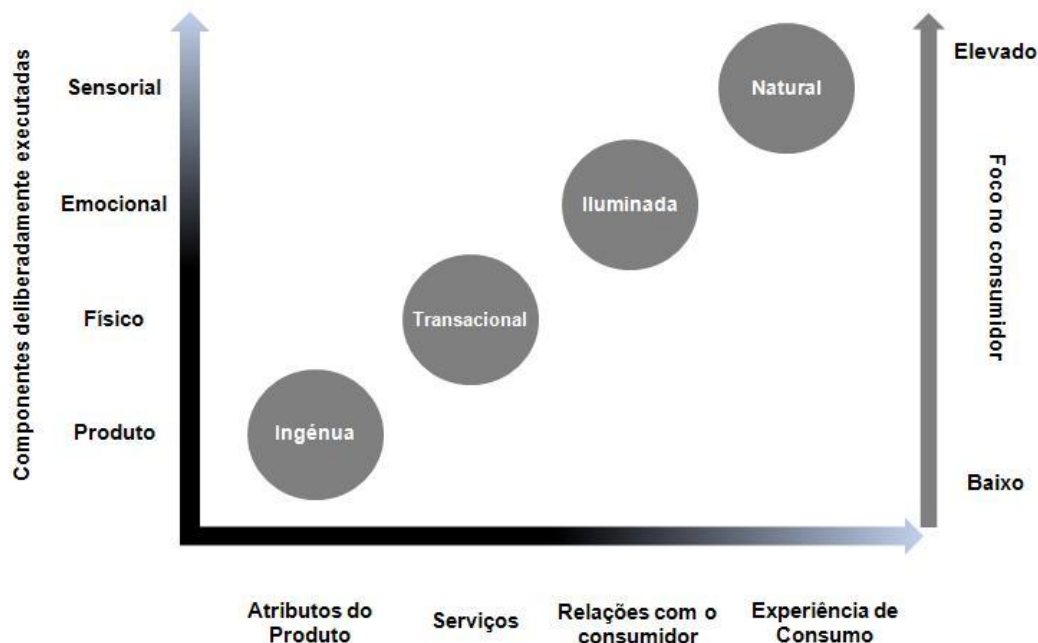 Componentes deliberadamente executadas
Sensorial
Emocional
Físico
Produto
Natural
Iluminada
Transacional
Ingénua
Elevado
Foco no consumidor
Baixo
Atributos do
Produto
Serviços
Relações com o
consumidor
Experiência de
Consumo